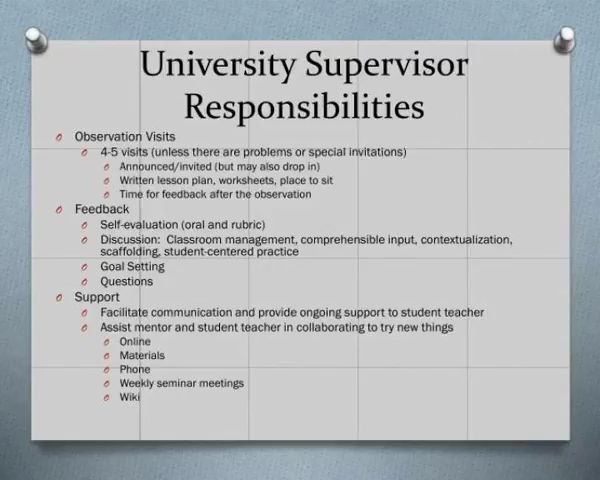 University Supervisor
Responsibilities
Observation Visits
4-5 visits (unless there are problems or special invitations)
Announced/invited (but may also drop in)
Written lesson plan, worksheets, place to sit
Time for feedback after the observation
Feedback
Self-evaluation (oral and rubric)
Discussion: Classroom management, comprehensible input, contextualization,
scaffolding, student-centered practice
Goal Setting
Questions
Support
Facilitate communication and provide ongoing support to student teacher
Assist mentor and student teacher in collaborating to try new things
Online
Materials
Phone
Weekly seminar meetings
Wiki